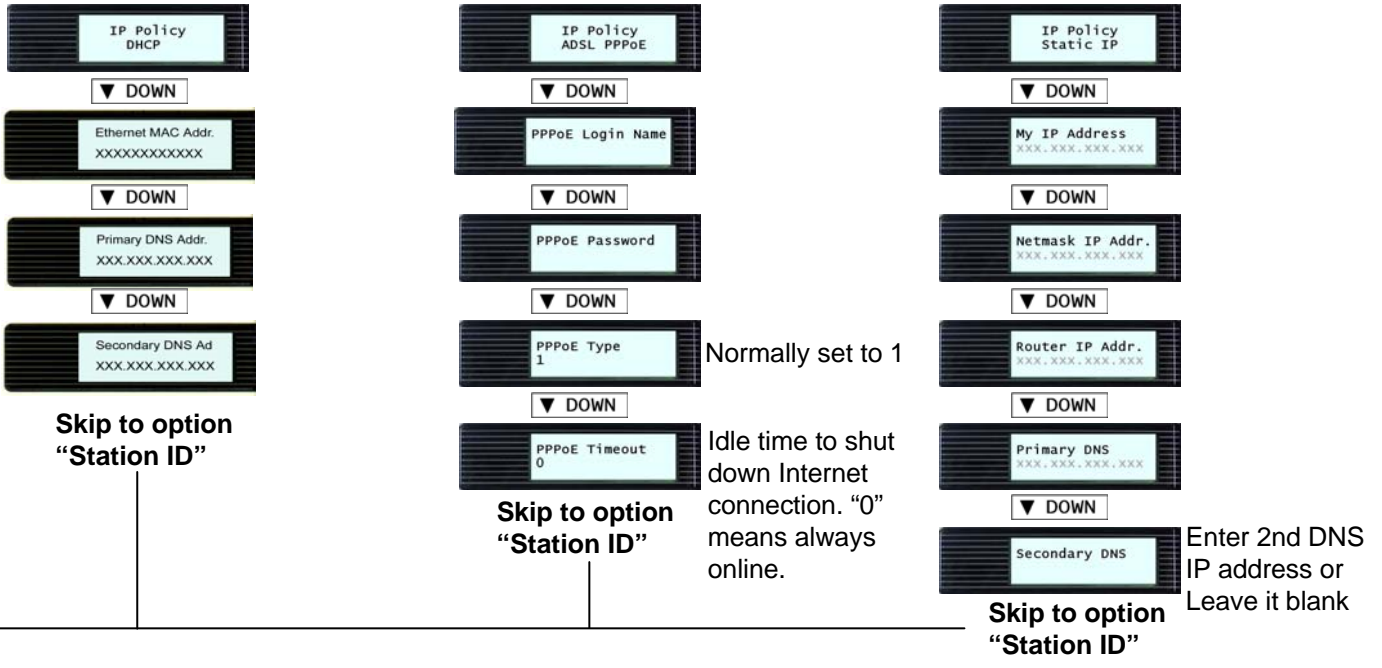 IP Policy
DHCP
▼ DOWN
Ethernet MAC Addr.
XXXXXXXXXXXX
▼ DOWN
Primary DNS Addr.
XXX.XXX.XXX.XXX
▼ DOWN
Secondary DNS Ad
XXX.XXX.XXX.XXX
Skip to option
“Station ID”
IP Policy
ADSL PPPoE
▼ DOWN
PPPoE Login Name
▼ DOWN
PPPoE Password
▼ DOWN
PPPoE Type
1
Normally set to 1
▼ DOWN
PPPoE Timeout
0
Idle time to shut
down Internet
connection. “0”
means always
online.
Skip to option
“Station ID”
IP Policy
Static IP
▼ DOWN
My IP Address
xxx.xxx.xxx.xxx
▼ DOWN
Netmask IP Addr.
xxx.xxx.xxx.xxx
▼ DOWN
Router IP Addr.
xxx.xxx.xxx.xxx
▼ DOWN
Primary DNS
xxx.xxx.xxx.xxx
▼ DOWN
Secondary DNS
Enter 2nd DNS
IP address or
Leave it blank
Skip to option
“Station ID”